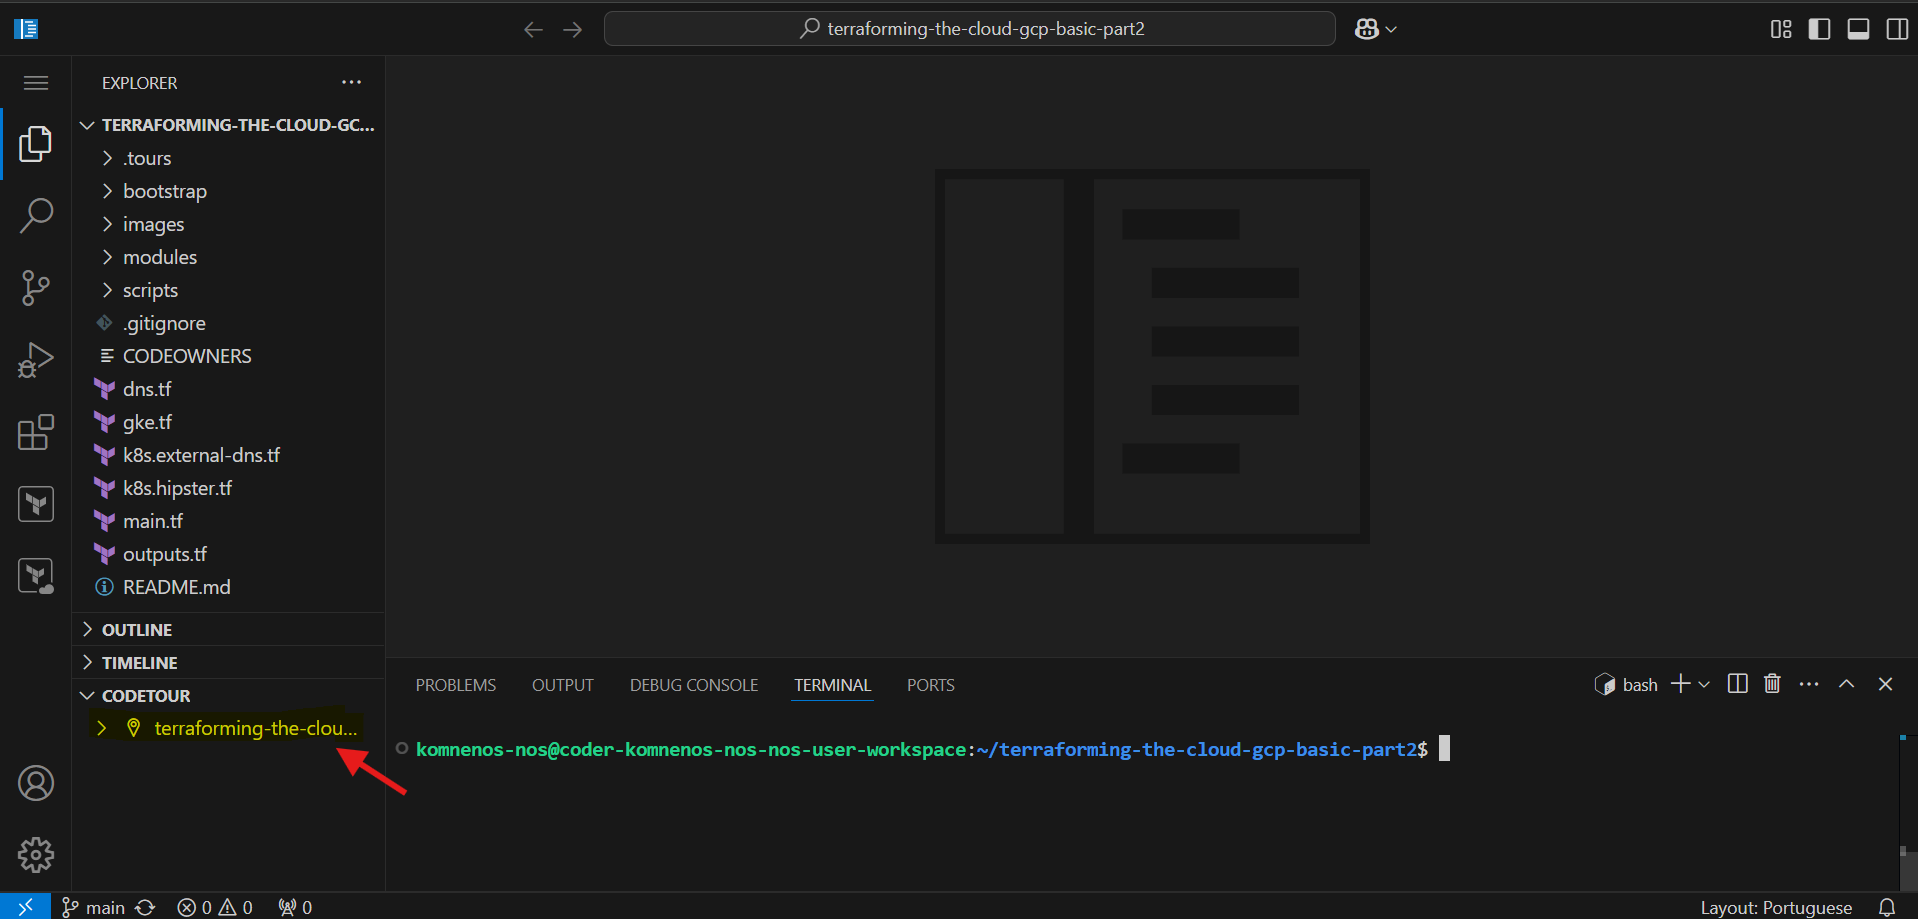 terraforming-the-cloud-gcp-basic-part2
EXPLORER
TERRAFORMING-THE-CLOUD-GC...
.tours
bootstrap
images
modules
scripts
.gitignore
CODEOWNERS
dns.tf
gke.tf
k8s.external-dns.tf
k8s.hipster.tf
main.tf
outputs.tf
README.md
OUTLINE
TIMELINE
CODETOUR
terraforming-the-clou...
PROBLEMS OUTPUT DEBUG CONSOLE TERMINAL PORTS
bash
komnenos-nos@coder-komnenos-nos-nos-user-workspace:~/terraforming-the-cloud-gcp-basic-part2$
main 0 0 0
Layout: Portuguese